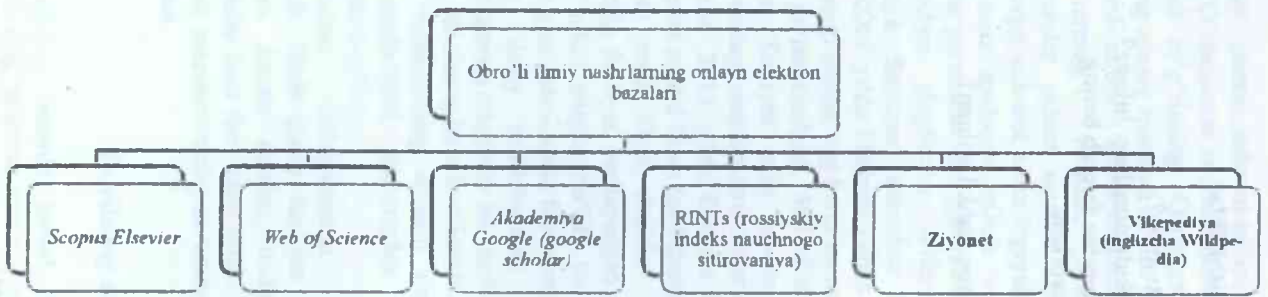 Obro'li ilmiy nashrlarning onlayn elektron
bazalari
Scopus Elsevier
Web of Science
Akademiya
Google (google
scholar)
RINTs (rossiyskiy
indeks nauchnogo
sitirovaniya)
Ziyonet
Vikepediya
(inglizcha Wikipe-
dia)